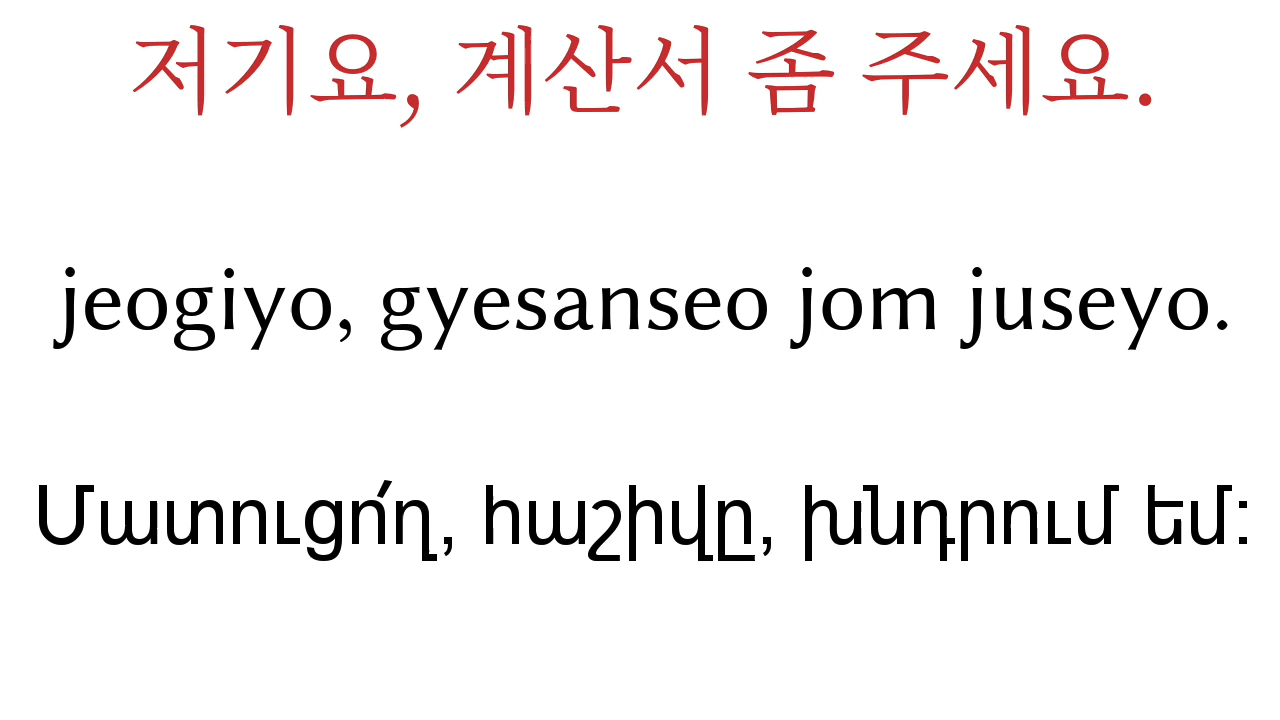 저기요, 계산서 좀 주세요.
jeogiyo, gyesanseo jom juseyo.
Մատուցո՛ղ, հաշիվը, խնդրում եմ: